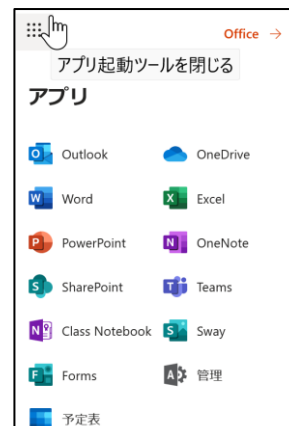 Office →
アプリ起動ツールを閉じる
アプリ
Outlook OneDrive
Word Excel
PowerPoint OneNote
SharePoint Teams
Class Notebook Sway
Forms 管理
予定表